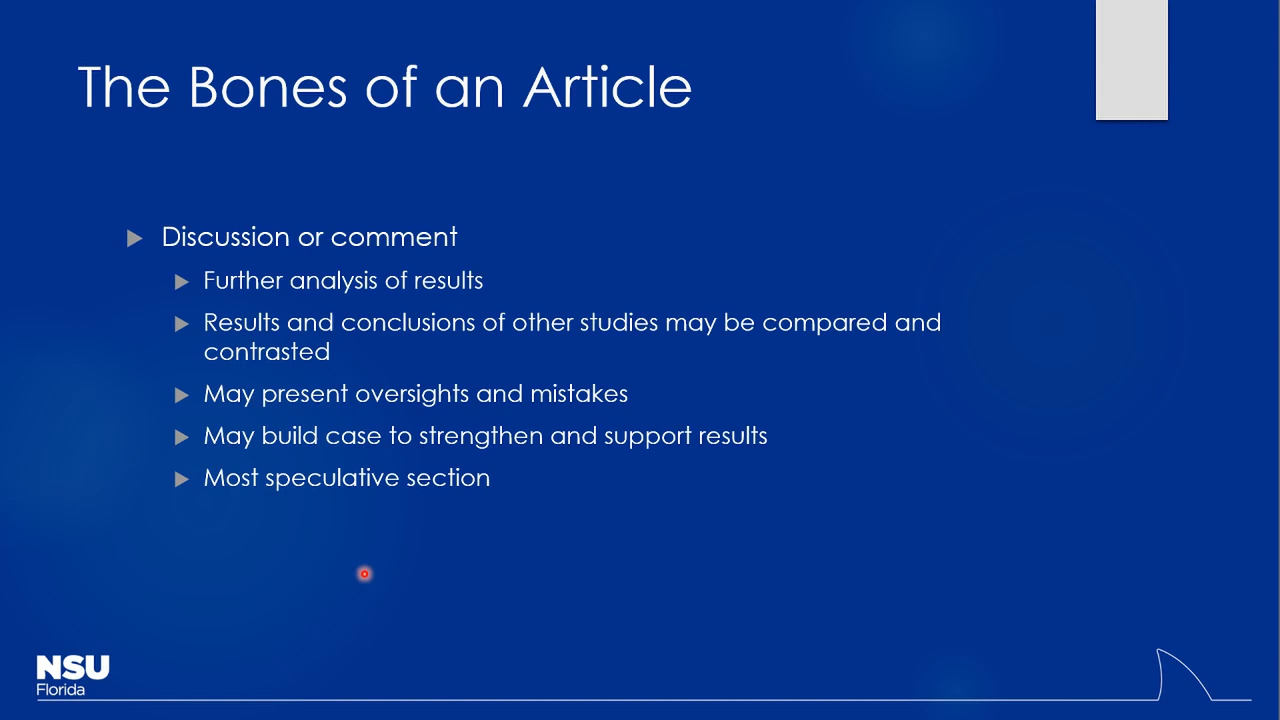 The Bones of an Article
Discussion or comment
Further analysis of results
Results and conclusions of other studies may be compared and
contrasted
May present oversights and mistakes
May build case to strengthen and support results
Most speculative section
NSU
Florida